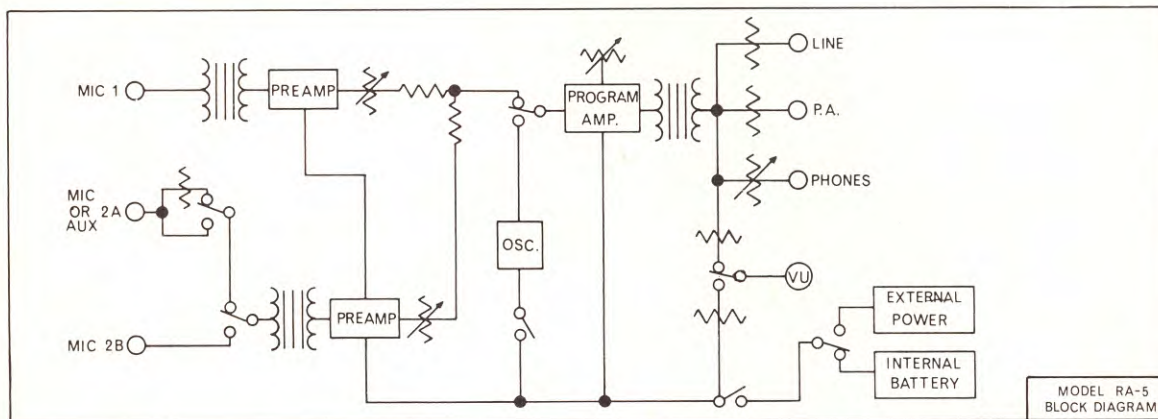 MIC 1
PREAMP
MIC
OR 2A
AUX
MIC 2B
PREAMP
OSC.
PROGRAM
AMP.
LINE
P.A.
PHONES
VU
EXTERNAL
POWER
INTERNAL
BATTERY
MODEL RA-5
BLOCK DIAGRAM